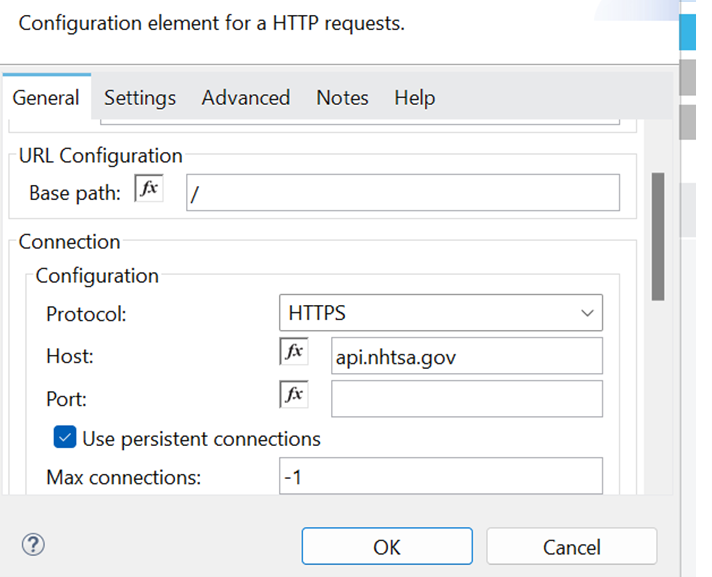 Configuration element for a HTTP requests.
General Settings Advanced Notes Help
URL Configuration
Base path: fx /
Connection
Configuration
Protocol: HTTPS
Host: fx api.nhtsa.gov
Port: fx
Use persistent connections
Max connections: -1
? OK Cancel